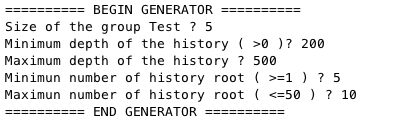 ========== BEGIN GENERATOR ==========
Size of the group Test ? 5
Minimum depth of the history ( >0 )? 200
Maximum depth of the history ? 500
Minimun number of history root ( >=1 ) ? 5
Maximun number of history root ( <=50 ) ? 10
========== END GENERATOR ==========